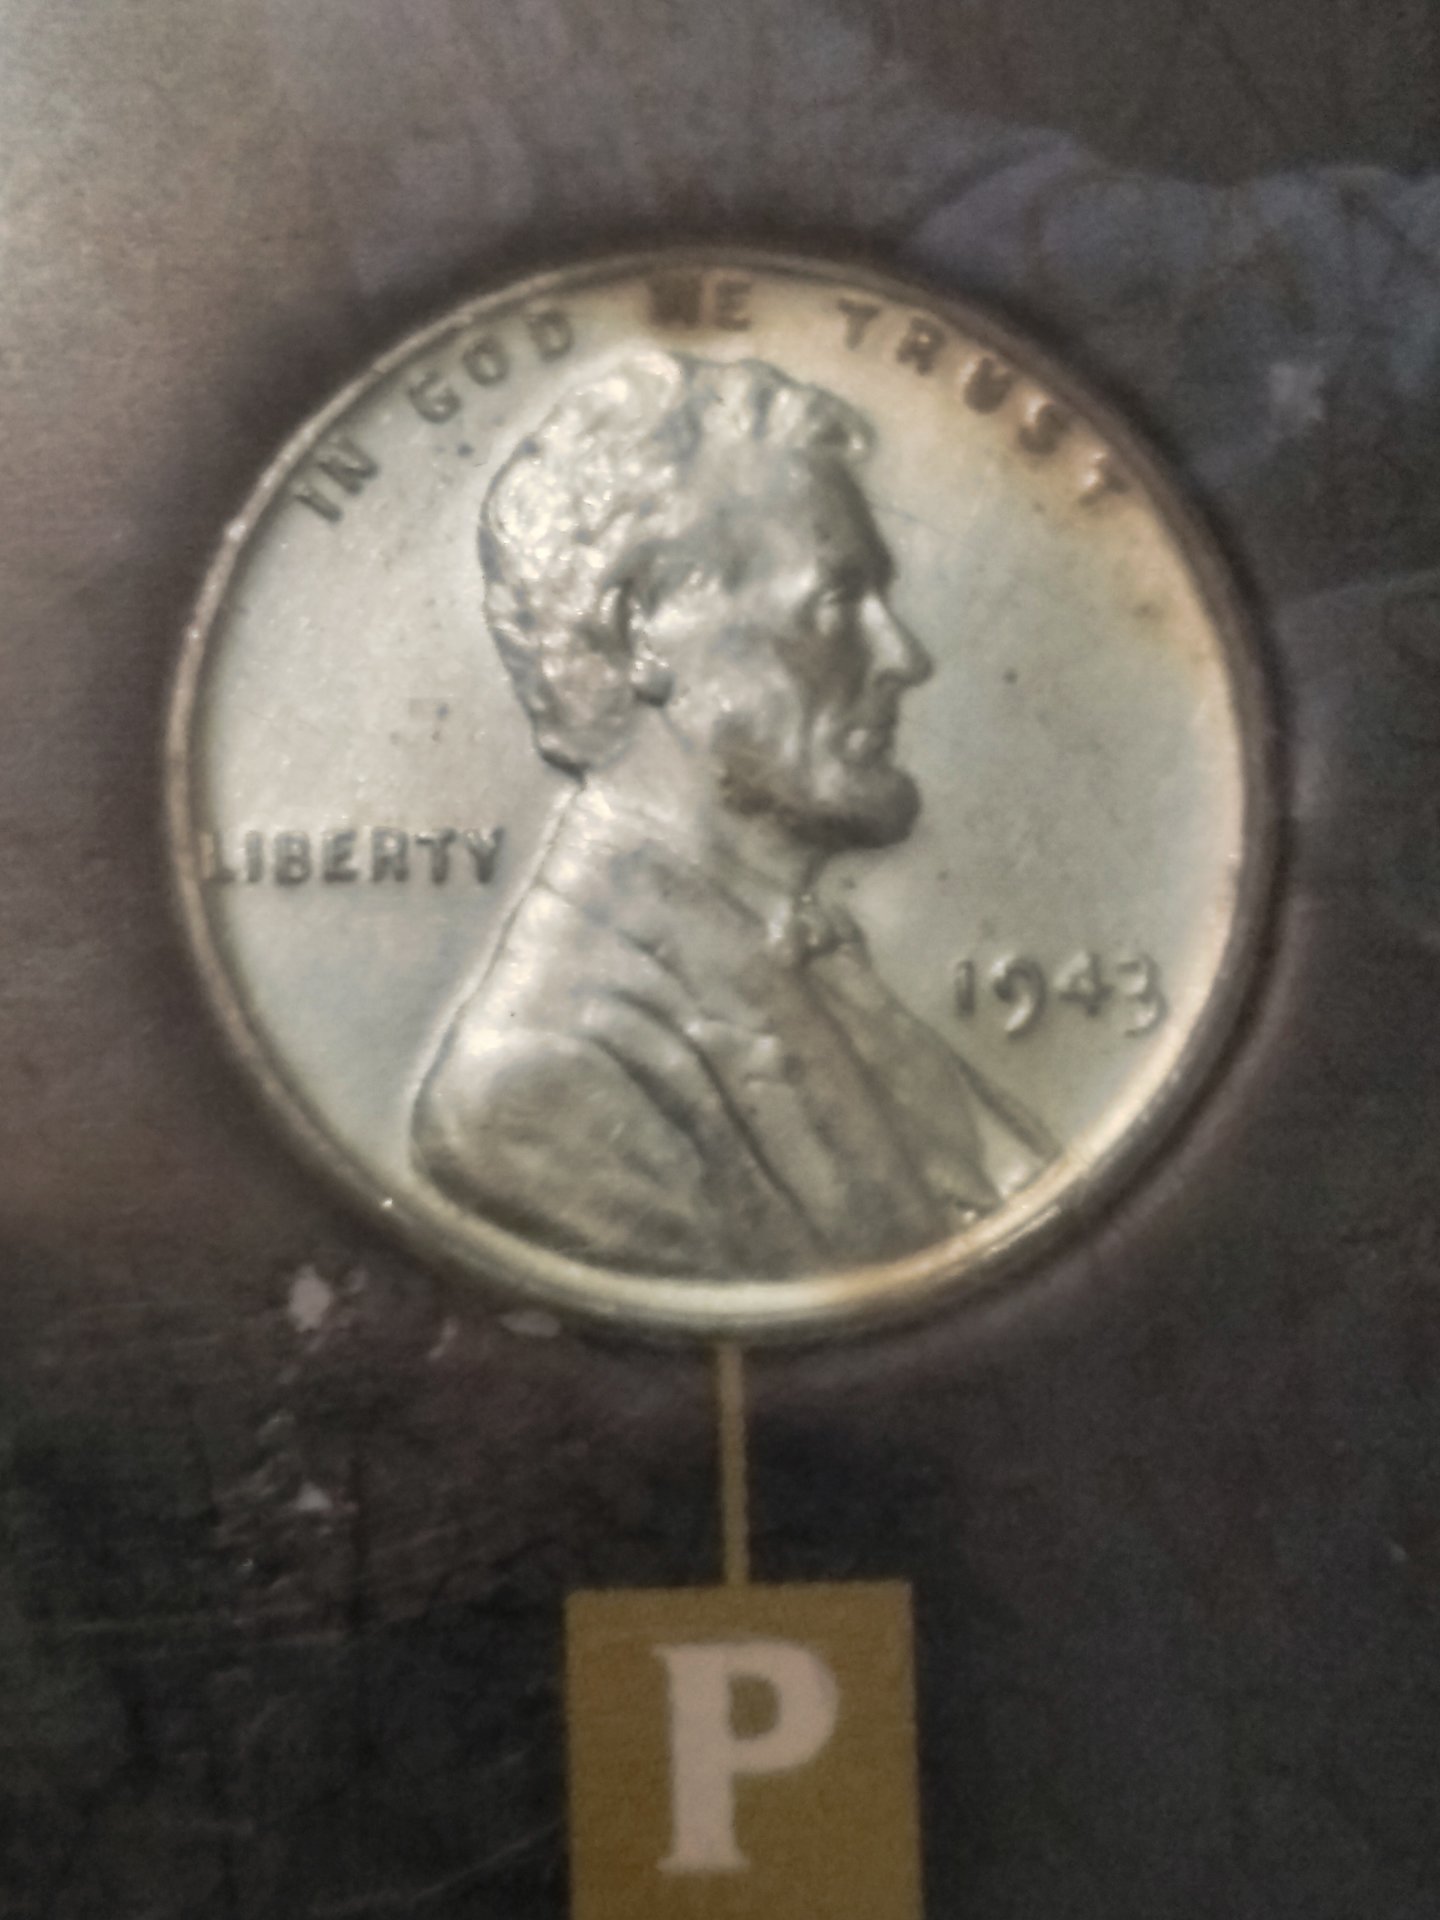 IN GOD WE TRUST
LIBERTY
1943
P